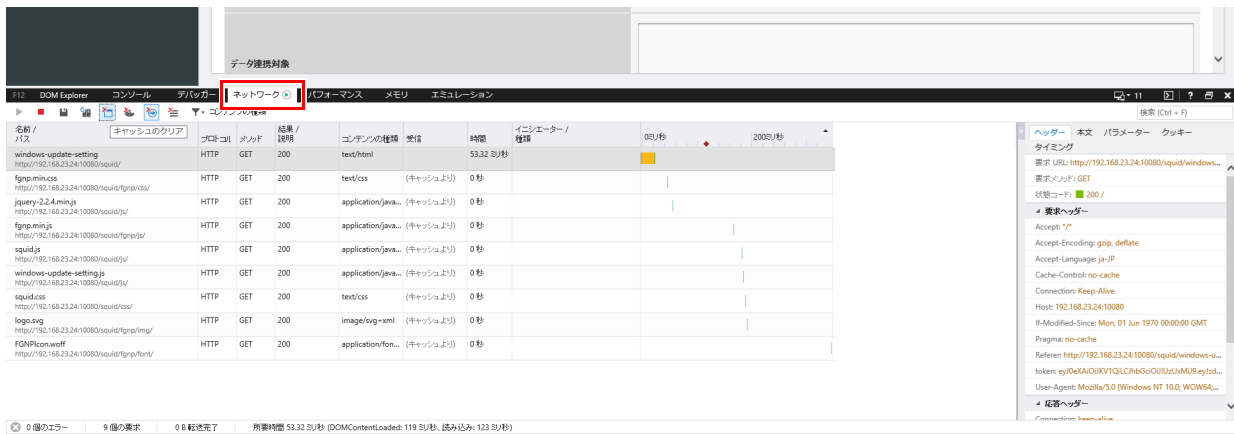 データ連携対象
F12 DOM Explorer コンソール デバッガー ネットワーク パフォーマンス メモリ エミュレーション 11 ?
コンテンツの種類 検索 (Ctrl + F)
キャッシュのクリア
名前 / パス プロトコル メソッド 結果 / 説明 コンテンツの種類 受信 時間 イニシエーター / 種類 0ミリ秒 200ミリ秒
windows-update-setting HTTP GET 200 text/html 53.32 ミリ秒
http://192.168.23.24:10080/squid/
fgnp.min.css HTTP GET 200 text/css (キャッシュより) 0 秒
http://192.168.23.24:10080/squid/fgnp/css/
jquery-2.2.4.min.js HTTP GET 200 application/java... (キャッシュより) 0 秒
http://192.168.23.24:10080/squid/js/
fgnp.min.js HTTP GET 200 application/java... (キャッシュより) 0 秒
http://192.168.23.24:10080/squid/fgnp/js/
squid.js HTTP GET 200 application/java... (キャッシュより) 0 秒
http://192.168.23.24:10080/squid/js/
windows-update-setting.js HTTP GET 200 application/java... (キャッシュより) 0 秒
http://192.168.23.24:10080/squid/js/
squid.css HTTP GET 200 text/css (キャッシュより) 0 秒
http://192.168.23.24:10080/squid/css/
logo.svg HTTP GET 200 image/svg+xml (キャッシュより) 0 秒
http://192.168.23.24:10080/squid/fgnp/img/
FGNPIcon.woff HTTP GET 200 application/fon... (キャッシュより) 0 秒
http://192.168.23.24:10080/squid/fgnp/font/
ヘッダー 本文 パラメーター クッキー
タイミング
要求 URL: http://192.168.23.24:10080/squid/windows...
要求メソッド: GET
状態コード: 200 /
要求ヘッダー
Accept: */*
Accept-Encoding: gzip, deflate
Accept-Language: ja-JP
Cache-Control: no-cache
Connection: Keep-Alive
Host: 192.168.23.24:10080
If-Modified-Since: Mon, 01 Jun 1970 00:00:00 GMT
Pragma: no-cache
Referer: http://192.168.23.24:10080/squid/windows-u...
token: eyJ0eXAiOiJKV1QiLCJhbGciOiJIUzUxMiJ9.eyJzd...
User-Agent: Mozilla/5.0 (Windows NT 10.0; WOW64;...
応答ヘッダー
Connection: keep-alive
0 個のエラー 9 個の要求 0 B 転送完了 所要時間 53.32 ミリ秒 (DOMContentLoaded: 119 ミリ秒、読み込み: 123 ミリ秒)